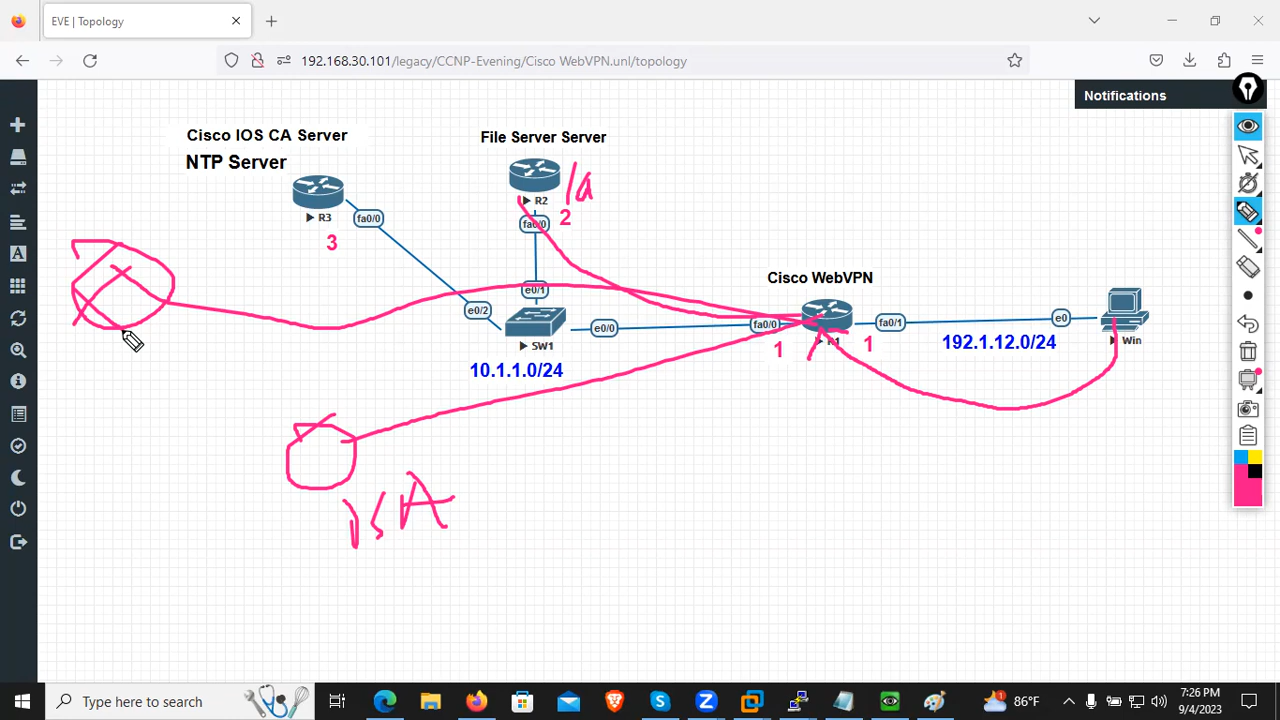 EVE | Topology
192.168.30.101/legacy/CCNP-Evening/Cisco WebVPN.unl/topology
Notifications
Cisco IOS CA Server
NTP Server
File Server Server
R3
fa0/0
3
R2
2
fa0/0
Cisco WebVPN
e0/1
e0/2
SW1
e0/0
fa0/0
R1
fa0/1
e0
Win
1
1
10.1.1.0/24
192.1.12.0/24
Type here to search
86°F
7:26 PM
9/4/2023